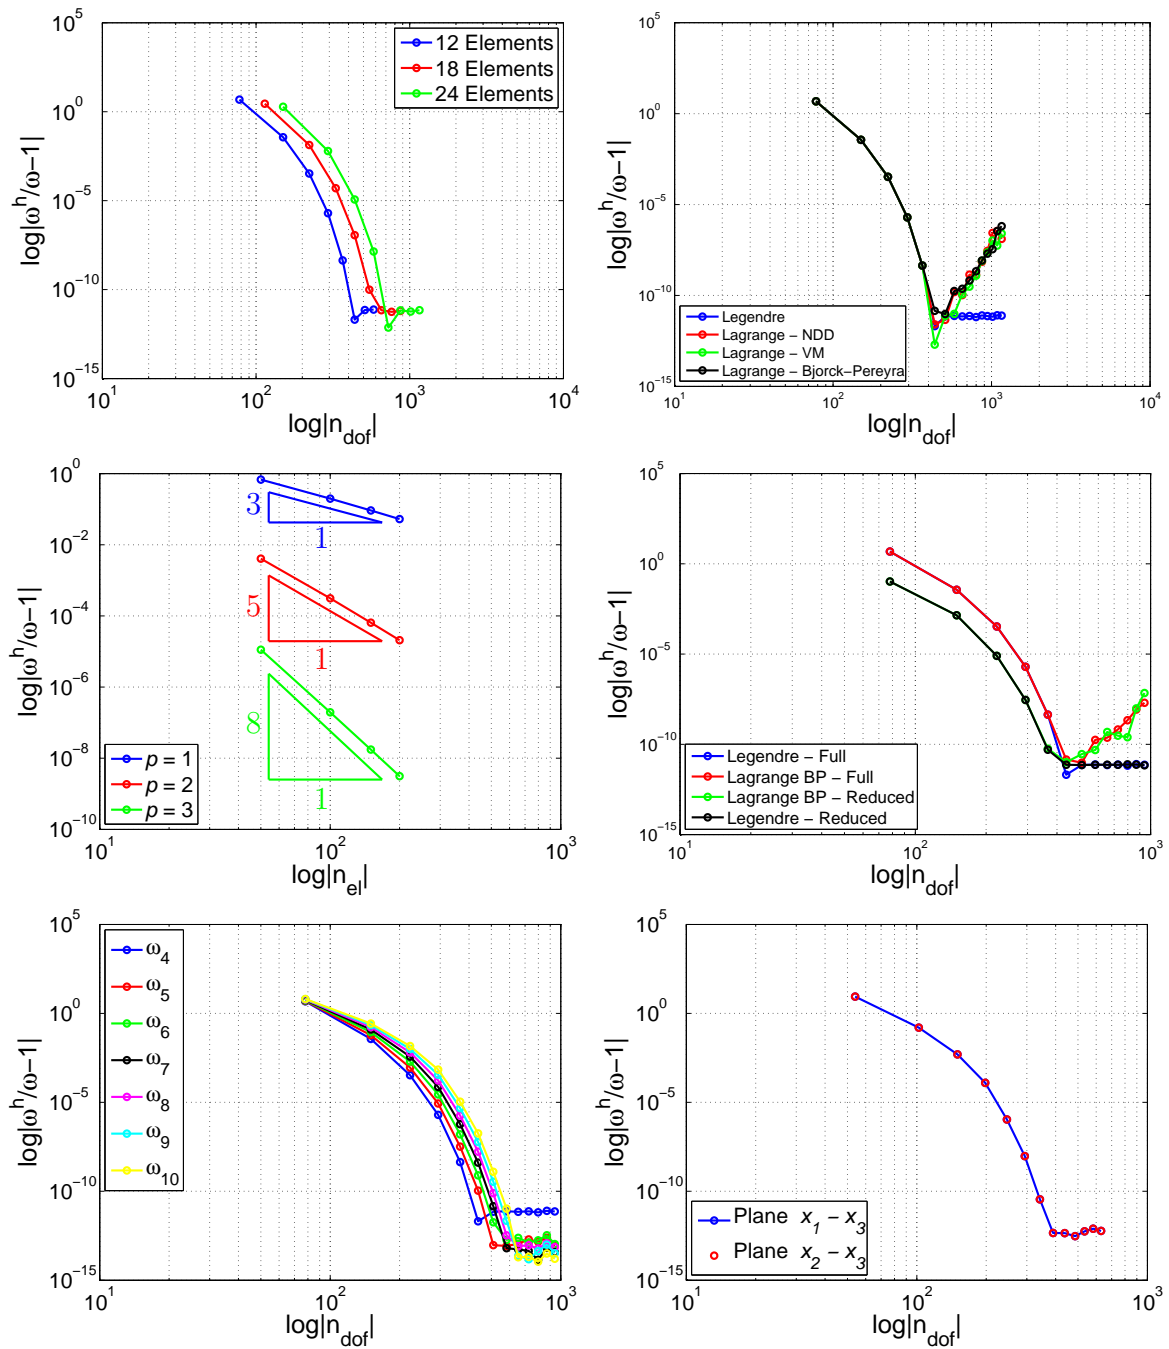 10^5
10^0
10^-5
10^-10
10^-15
log|ω^h/ω−1|
10^1
10^2
10^3
10^4
log|n_dof|
12 Elements
18 Elements
24 Elements
10^5
10^0
10^-5
10^-10
10^-15
log|ω^h/ω−1|
10^1
10^2
10^3
10^4
log|n_dof|
Legendre
Lagrange − NDD
Lagrange − VM
Lagrange − Bjorck−Pereyra
10^0
10^-2
10^-4
10^-6
10^-8
10^-10
log|ω^h/ω−1|
10^1
10^2
10^3
log|n_el|
3
1
5
1
8
1
p = 1
p = 2
p = 3
10^5
10^0
10^-5
10^-10
10^-15
log|ω^h/ω−1|
10^1
10^2
10^3
log|n_dof|
Legendre − Full
Lagrange BP − Full
Lagrange BP − Reduced
Legendre − Reduced
10^5
10^0
10^-5
10^-10
10^-15
log|ω^h/ω−1|
10^1
10^2
10^3
log|n_dof|
ω_4
ω_5
ω_6
ω_7
ω_8
ω_9
ω_10
10^5
10^0
10^-5
10^-10
10^-15
log|ω^h/ω−1|
10^1
10^2
10^3
log|n_dof|
Plane x_1 − x_3
Plane x_2 − x_3